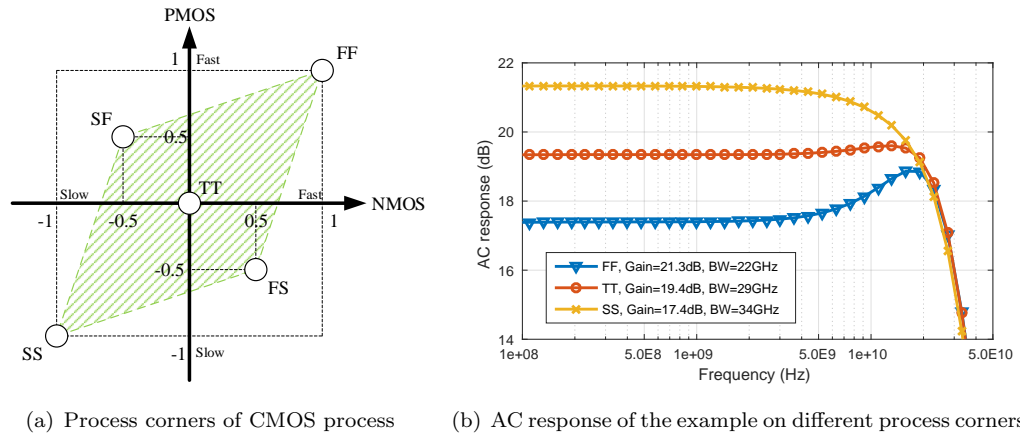 PMOS
1
Fast
FF
SF
0.5
TT
Slow
Fast
NMOS
-1
-0.5
0.5
1
-0.5
FS
SS
-1
Slow
22
20
18
16
14
AC response (dB)
FF, Gain=21.3dB, BW=22GHz
TT, Gain=19.4dB, BW=29GHz
SS, Gain=17.4dB, BW=34GHz
1e+08
5.0E8
1e+09
5.0E9
1e+10
5.0E10
Frequency (Hz)
(a) Process corners of CMOS process
(b) AC response of the example on different process corners